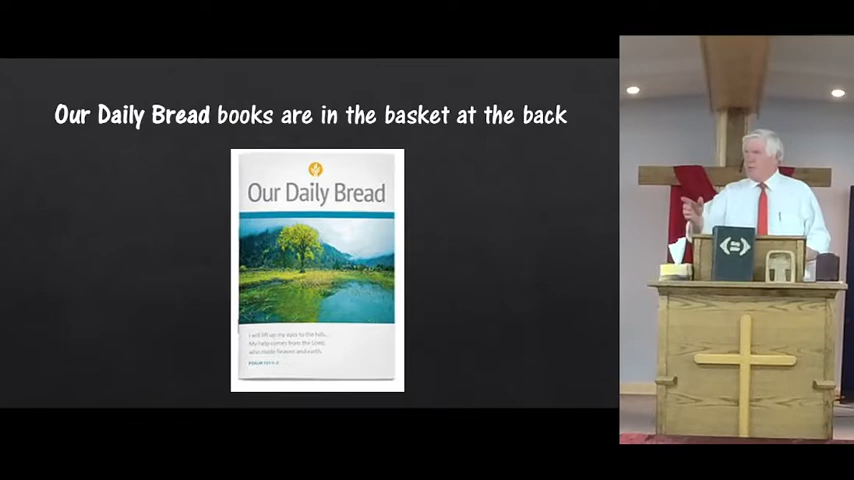 Our Daily Bread books are in the basket at the back
Our Daily Bread
I will lift up my eyes to the hills...
My help comes from the Lord,
who made heaven and earth.